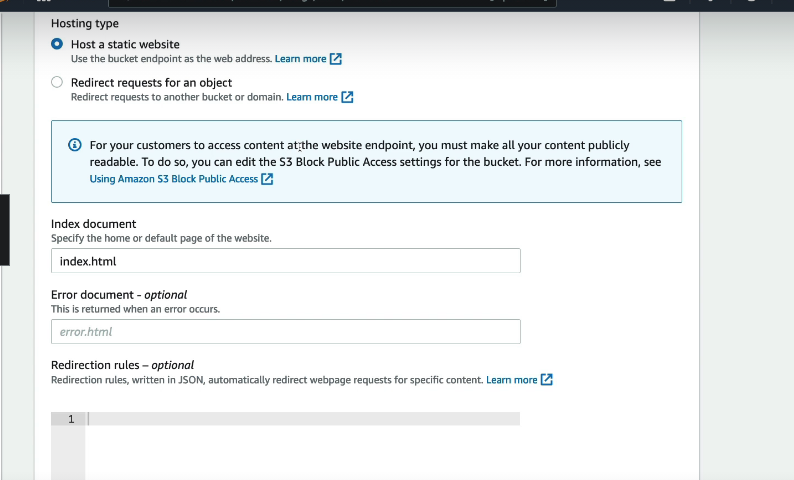 Hosting type
Host a static website
Use the bucket endpoint as the web address. Learn more
Redirect requests for an object
Redirect requests to another bucket or domain. Learn more
For your customers to access content at the website endpoint, you must make all your content publicly
readable. To do so, you can edit the S3 Block Public Access settings for the bucket. For more information, see
Using Amazon S3 Block Public Access
Index document
Specify the home or default page of the website.
index.html
Error document - optional
This is returned when an error occurs.
error.html
Redirection rules – optional
Redirection rules, written in JSON, automatically redirect webpage requests for specific content. Learn more
1